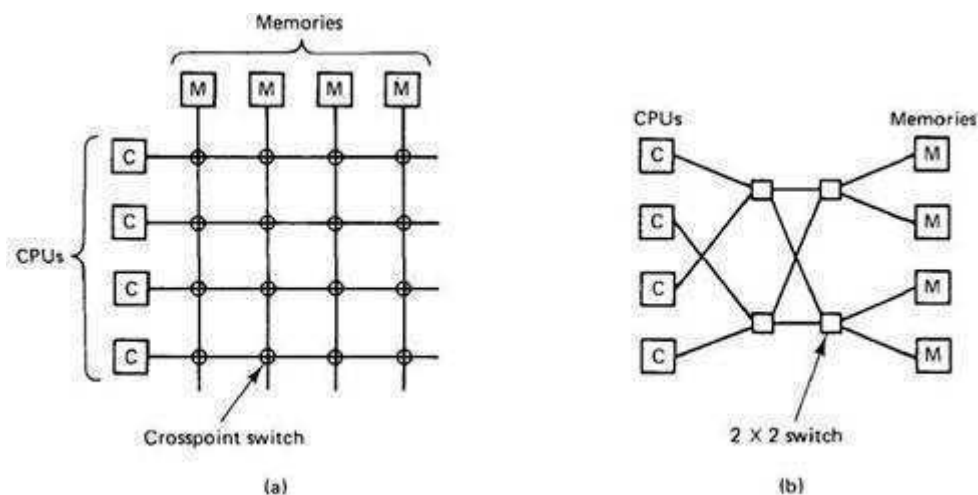 Memories
M M M M
C
C
CPUs
C
C
Crosspoint switch
(a)
CPUs Memories
C M
C M
C M
C M
2 X 2 switch
(b)